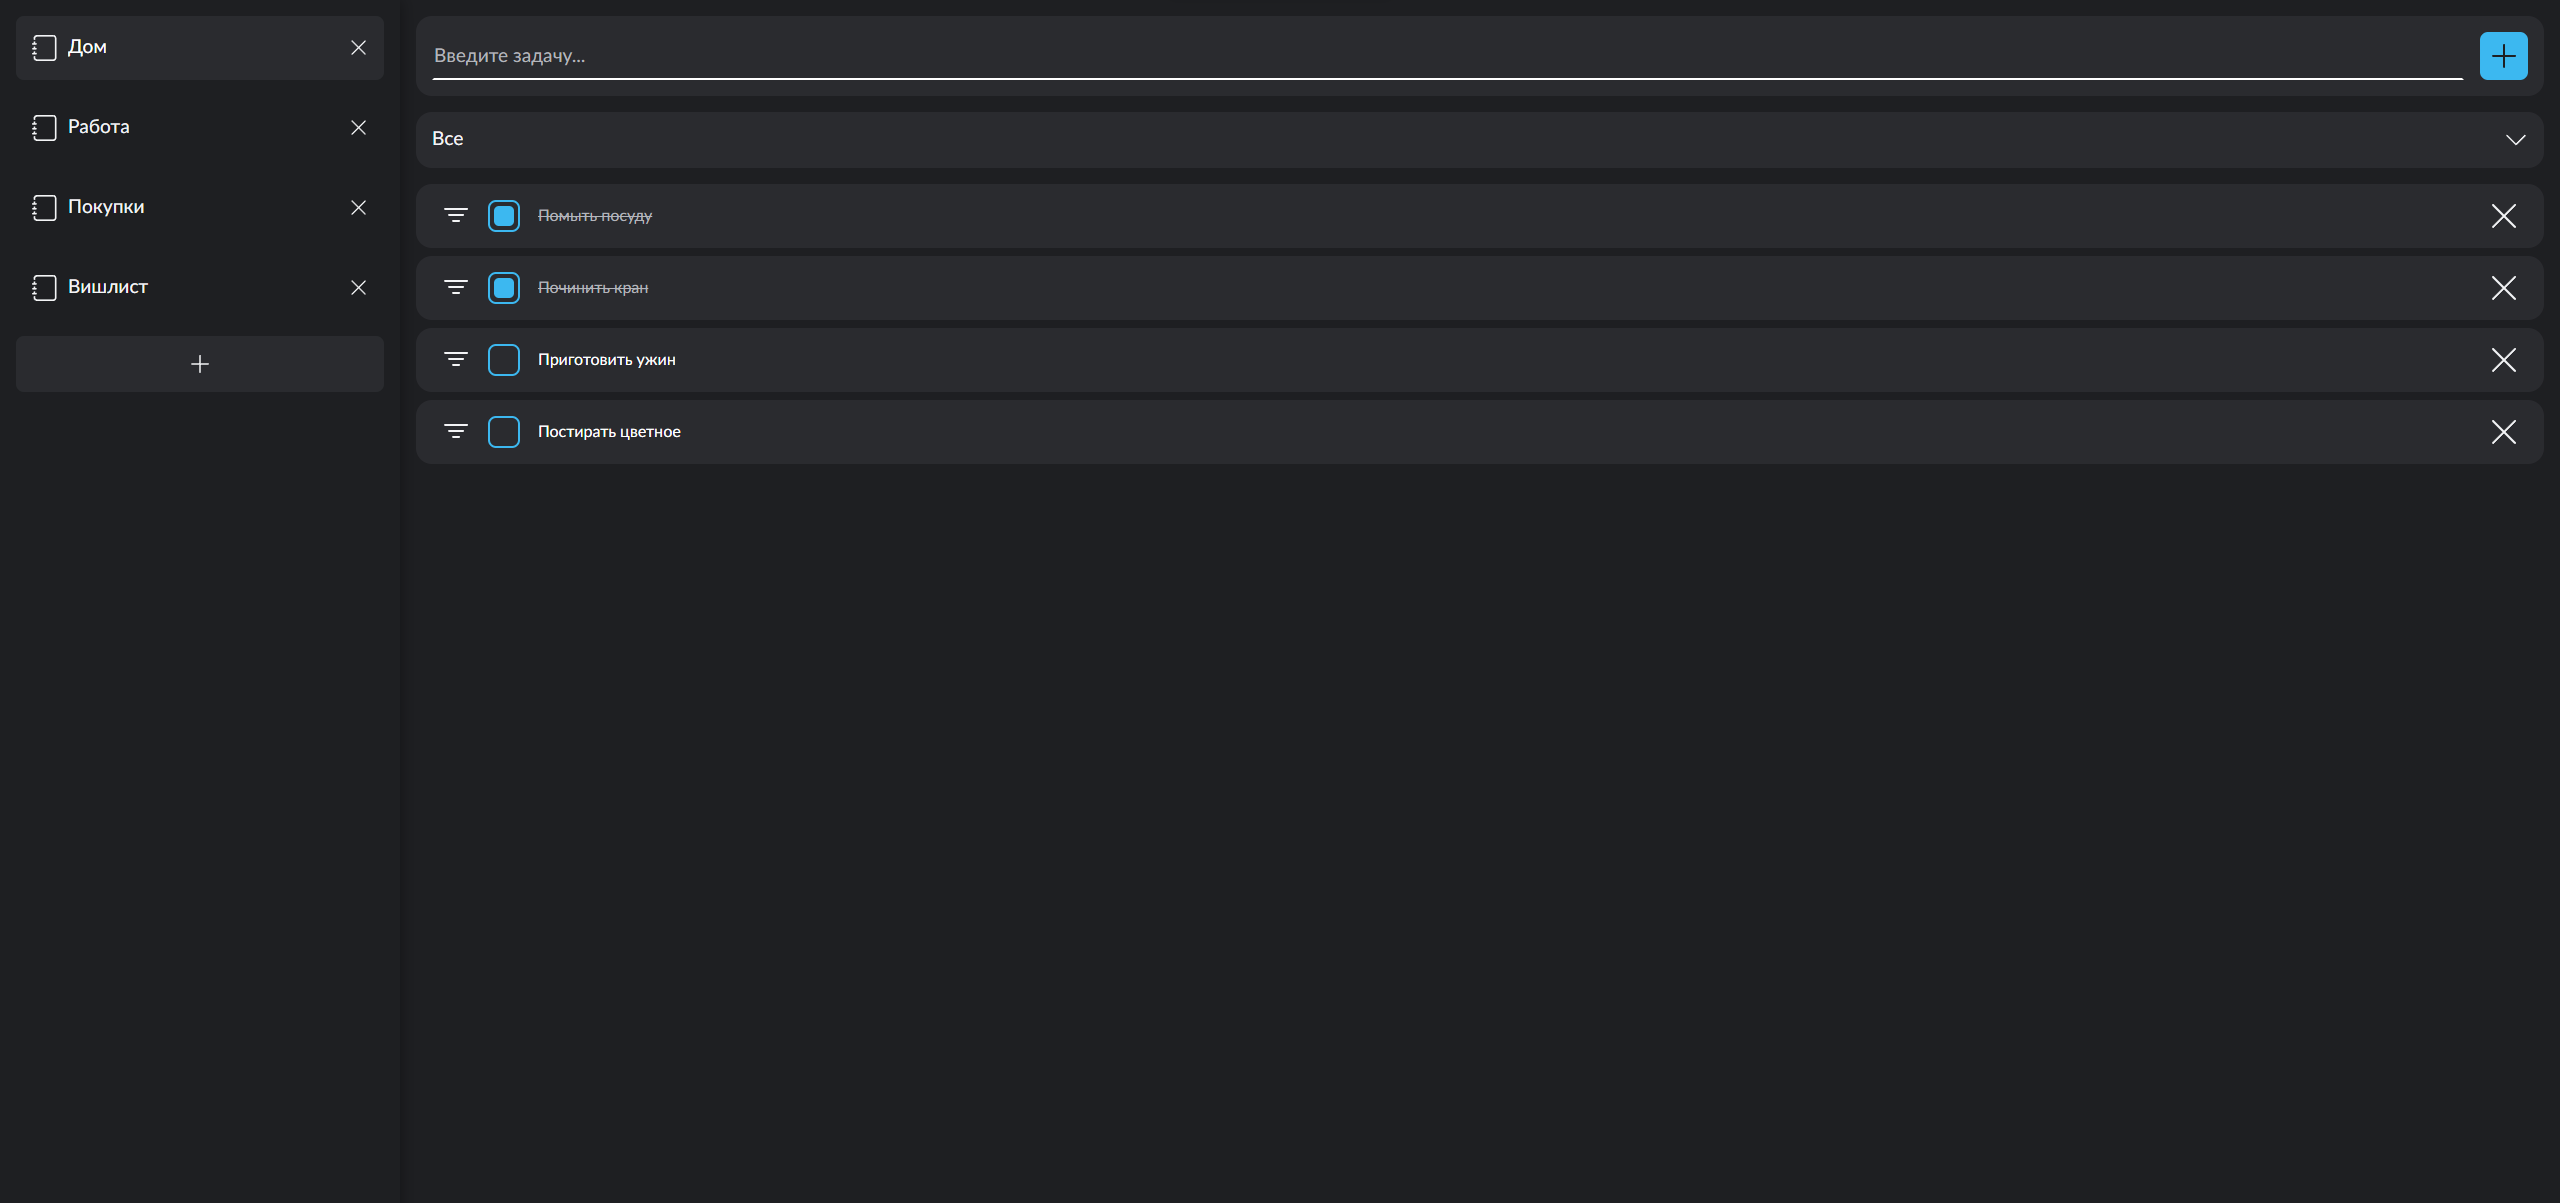 Дом
Работа
Покупки
Вишлист
Введите задачу...
Все
Помыть посуду
Починить кран
Приготовить ужин
Постирать цветное